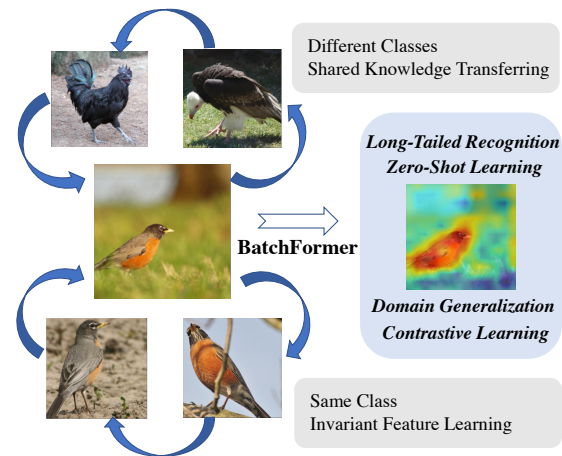 Different Classes
Shared Knowledge Transferring
Long-Tailed Recognition
Zero-Shot Learning
BatchFormer
Domain Generalization
Contrastive Learning
Same Class
Invariant Feature Learning